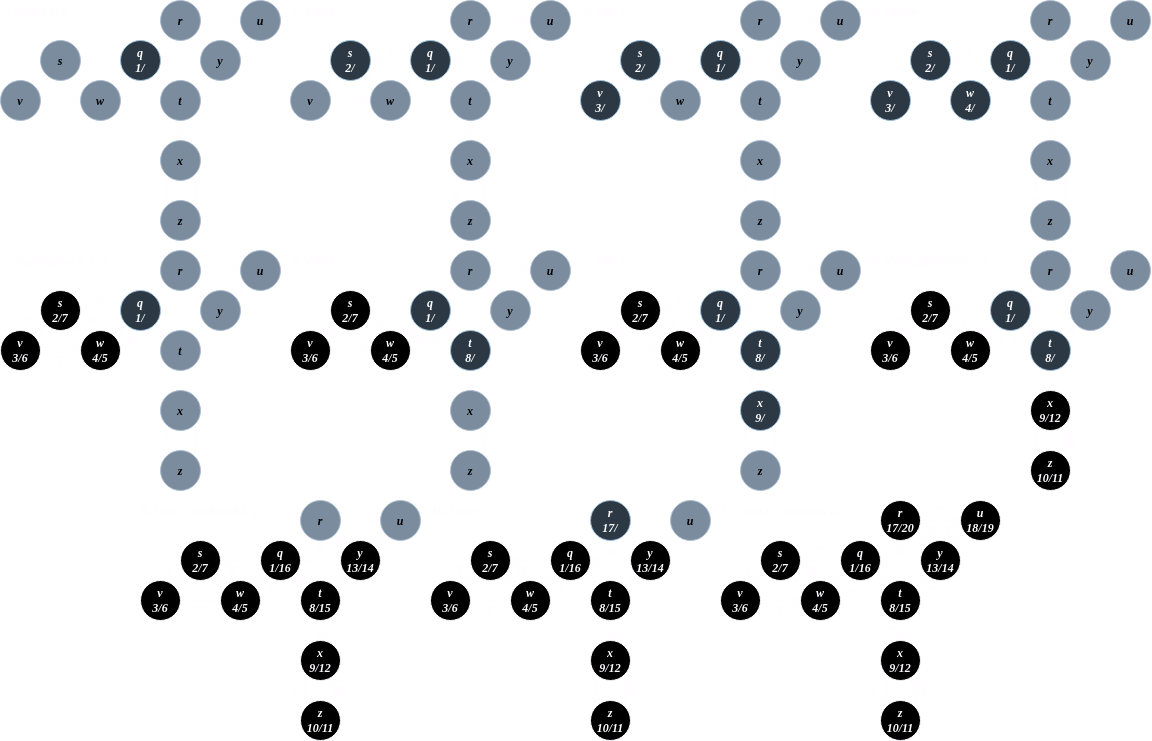 r u r u r u r u
s q 1/ y s 2/ q 1/ y s 2/ q 1/ y s 2/ q 1/ y
v w t v w t v 3/ w t v 3/ w 4/ t
x x x x
z z z z
r u r u r u r u
s 2/7 q 1/ y s 2/7 q 1/ y s 2/7 q 1/ y s 2/7 q 1/ y
v 3/6 w 4/5 t v 3/6 w 4/5 t 8/ v 3/6 w 4/5 t 8/ v 3/6 w 4/5 t 8/
x x x 9/ x 9/12
z z z z 10/11
r u r 17/ u r 17/20 u 18/19
s 2/7 q 1/16 y 13/14 s 2/7 q 1/16 y 13/14 s 2/7 q 1/16 y 13/14
v 3/6 w 4/5 t 8/15 v 3/6 w 4/5 t 8/15 v 3/6 w 4/5 t 8/15
x 9/12 x 9/12 x 9/12
z 10/11 z 10/11 z 10/11